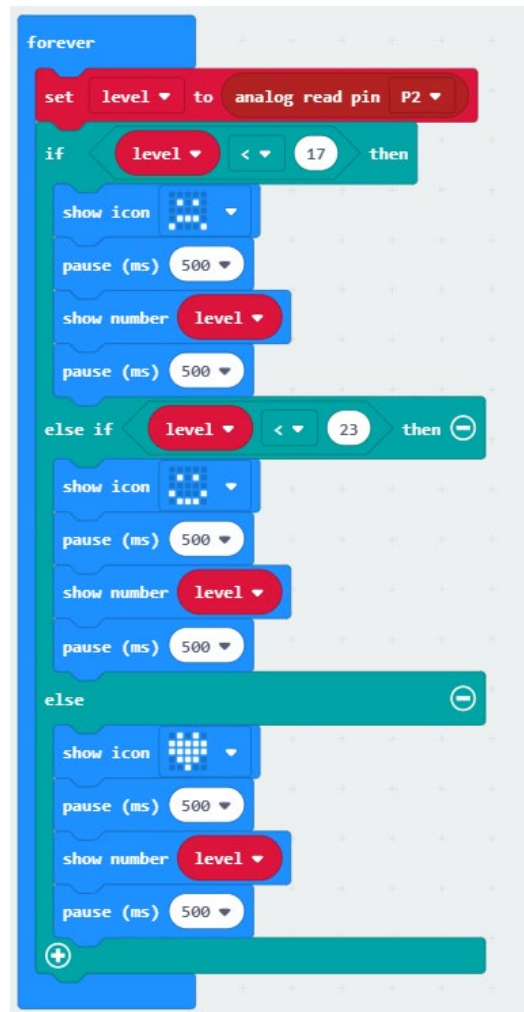 forever
set level to analog read pin P2
if level < 17 then
show icon
pause (ms) 500
show number level
pause (ms) 500
else if level < 23 then
show icon
pause (ms) 500
show number level
pause (ms) 500
else
show icon
pause (ms) 500
show number level
pause (ms) 500